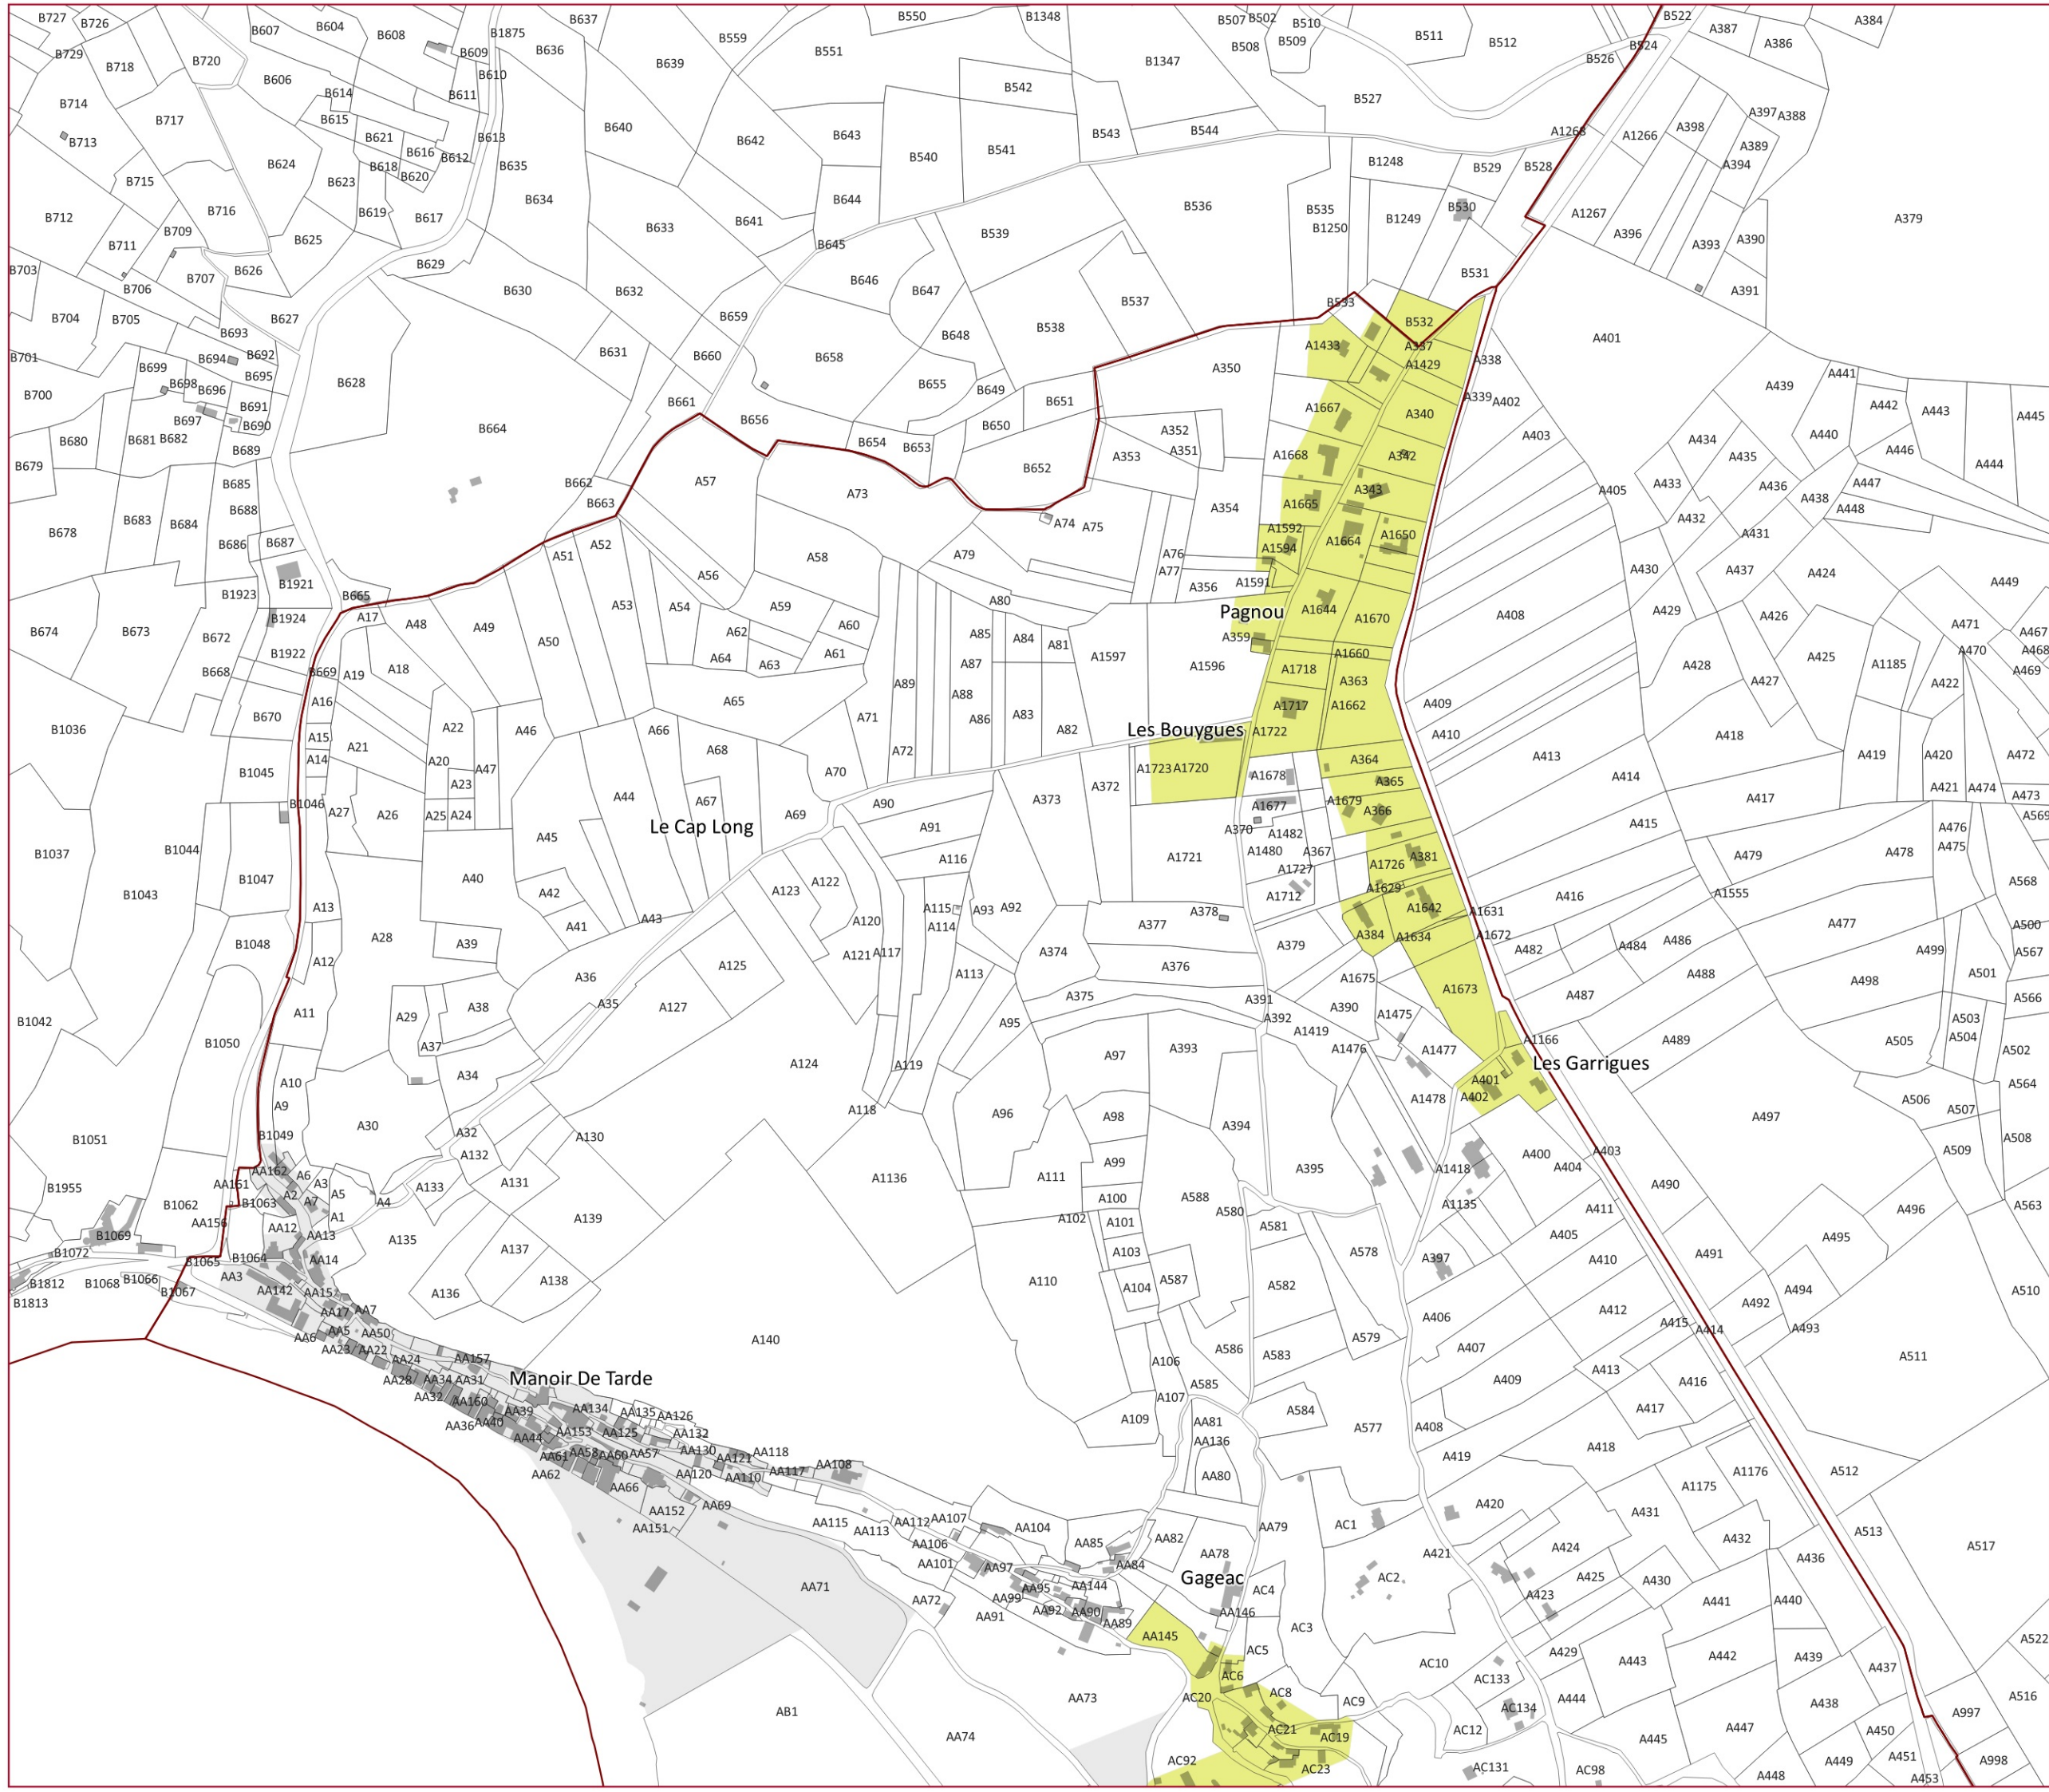 B727
B726
B607
B604
B608
B637
B550
B1348
B507
B502
B510
B522
A387
A384
B729
B718
B720
B609
B1875
B636
B559
B551
B508
B509
B511
B512
B524
A386
B606
B610
B639
B1347
B526
B714
B614
B611
B542
B527
B717
B615
B621
B613
B640
B642
B643
B543
B544
A1268
A1266
A398
A397
A388
B713
B624
B616
B612
B540
B541
A389
B715
B618
B620
B635
B1248
B529
B528
A394
B623
B634
B644
B536
B535
B530
B712
B716
B619
B617
B641
B1249
A1267
A379
B709
B633
B539
B1250
A396
A390
B711
B625
B645
A393
B703
B707
B626
B629
B646
B531
B706
B630
B632
B647
B537
A391
B704
B705
B627
B659
B648
B538
B533
B532
B693
A401
B701
B694
B692
B631
B660
B658
A1433
A337
A338
B699
B695
A1429
B698
B696
B628
B655
B649
A350
A441
A439
B700
B697
B691
B661
B651
A339
A402
A442
A443
A445
B690
B656
B650
A1667
A340
B680
B681
B682
B664
B654
B653
A352
A403
A434
A440
B689
A353
A351
A1668
A342
A435
A446
B679
B652
A444
B685
B662
A57
A73
A343
A405
A433
A436
A447
B688
B663
A354
A1665
A438
B678
B683
B684
A74
A75
A432
A448
A1592
A1664
A1650
A431
B686
B687
A51
A52
A58
A79
A76
A1594
A77
A430
A437
A424
B1921
A56
A356
A1591
A449
B1923
B665
A53
A54
A59
A80
Pagnou
A1644
A1670
A408
A429
A426
B1924
A17
A48
A49
A60
A85
A84
A81
A359
A471
A467
B674
B673
B672
A50
A62
A64
A63
A61
A1597
A1660
A468
B1922
A87
A1596
A1718
A363
A428
A425
A1185
A470
A469
B668
B669
A19
A18
A89
A88
A427
A422
A16
A65
A86
A83
A82
A1717
A1662
A409
B1036
B670
A22
A46
A66
A71
Les Bouygues
A1722
A410
A418
A15
A21
A68
A72
A364
A413
A419
A420
A472
A14
A20
A47
A70
A1723
A1720
A1678
A365
A414
B1045
A23
A372
A421
A474
A473
B1046
A27
A26
A25
A24
A44
A67
A69
A90
A373
A1677
A1679
A366
A417
Le Cap Long
A91
A370
A1482
A415
A476
A569
B1037
B1044
A45
A116
A1721
A1480
A367
A1726
A381
A479
A478
A475
B1043
B1047
A40
A42
A123
A122
A1727
A1629
A1555
A568
A13
A41
A43
A120
A115
A93
A92
A378
A1712
A1642
A1631
A416
A477
A500
B1048
A28
A39
A114
A377
A384
A1634
A1672
A482
A484
A486
A499
A567
A12
A36
A125
A121
A117
A374
A379
A376
A113
A1675
A488
A498
A501
A11
A29
A38
A35
A127
A375
A391
A390
A1673
A487
A566
B1042
A37
A95
A392
A1475
A503
B1050
A124
A97
A393
A1419
A1166
A489
A505
A504
A502
A34
A119
A1476
A1477
Les Garrigues
A10
A96
A401
A564
A9
A118
A98
A1478
A402
A497
A506
A507
B1051
A30
A32
A130
A394
B1049
A99
A400
A403
A509
A508
AA162
A132
A111
A395
A1418
A404
B1955
AA161
A6
A3
A5
A133
A131
A1136
A588
A490
A2
A7
A4
A100
A1135
A563
B1062
B1063
A1
A139
A102
A101
A580
A581
A411
A496
AA156
AA12
A135
A578
A405
A495
B1069
AA13
A137
A103
A397
A410
A491
B1072
B1065
B1064
AA14
A138
A110
A104
A587
A582
A494
B1812
B1068
B1066
AA3
AA142
AA15
A136
A510
B1813
B1067
AA17
AA7
A412
A492
A406
A415
A414
A493
AA6
AA5
AA50
A140
A579
AA23
AA22
A106
A586
A583
A407
A413
A511
AA24
AA157
Manoir De Tarde
AA28
AA34
AA31
A409
A416
AA32
AA160
A107
A585
A584
A417
AA36
AA40
AA39
AA134
AA135
AA126
A109
AA81
A577
A408
AA44
AA153
AA125
AA132
AA136
A419
A418
AA61
AA58
AA60
AA57
AA130
AA121
AA118
A1176
A512
AA62
AA66
AA120
AA110
AA117
AA108
AA80
A1175
AA152
AA69
AA151
AA115
AA113
AA112
AA107
AA104
AA82
AA79
AC1
A420
A431
A432
A513
AA106
AA85
AA78
A421
A424
A517
AA101
AA97
AA84
Gageac
AC4
AC2
A425
A430
A436
AA71
AA72
AA99
AA95
AA144
A423
A441
A440
AA91
AA92
AA90
AA89
AA146
AC3
AA145
AC5
A429
A442
A439
A522
AC6
AC10
AC133
A443
A437
AA73
AC20
AC8
AC9
A444
A438
A516
AB1
AC134
A997
AA74
AC21
AC19
AC12
A445
A447
A450
AC92
AC23
AC131
AC98
A448
A449
A451
A998
A453